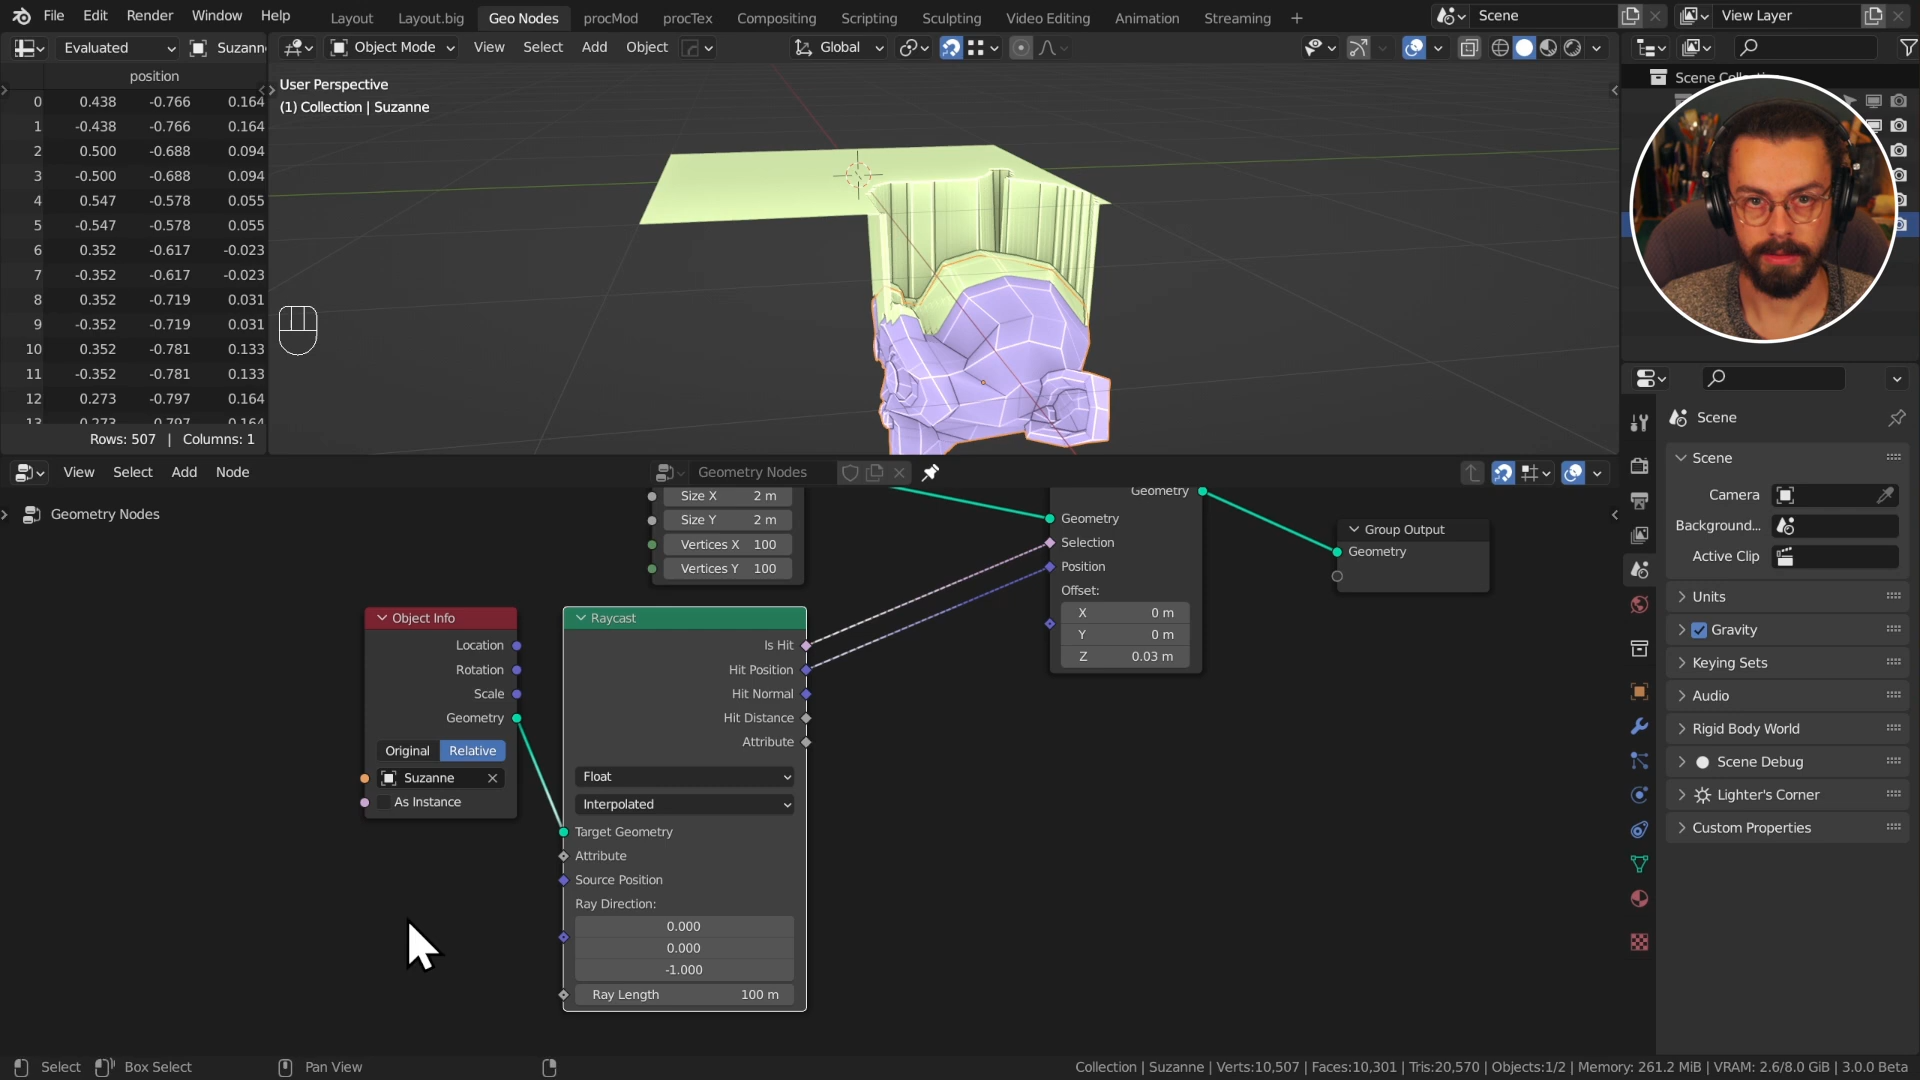 File Edit Render Window Help Layout Layout.big Geo Nodes procMod procTex Compositing Scripting Sculpting Video Editing Animation Streaming + Scene View Layer
Evaluated Suzann Object Mode View Select Add Object Global
position
0 0.438 -0.766 0.164
1 -0.438 -0.766 0.164
2 0.500 -0.688 0.094
3 -0.500 -0.688 0.094
4 0.547 -0.578 0.055
5 -0.547 -0.578 0.055
6 0.352 -0.617 -0.023
7 -0.352 -0.617 -0.023
8 0.352 -0.719 0.031
9 -0.352 -0.719 0.031
10 0.352 -0.781 0.133
11 -0.352 -0.781 0.133
12 0.273 -0.797 0.164
13 -0.273 -0.797 0.164
Rows: 507 | Columns: 1
User Perspective
(1) Collection | Suzanne
Scene Collecti
View Select Add Node Geometry Nodes
Geometry Nodes
Size X 2 m
Size Y 2 m
Vertices X 100
Vertices Y 100
Geometry
Geometry
Selection
Position
Offset:
X 0 m
Y 0 m
Z 0.03 m
Group Output
Geometry
Object Info
Location
Rotation
Scale
Geometry
Original Relative
Suzanne
As Instance
Raycast
Is Hit
Hit Position
Hit Normal
Hit Distance
Attribute
Float
Interpolated
Target Geometry
Attribute
Source Position
Ray Direction:
0.000
0.000
-1.000
Ray Length 100 m
Scene
Scene
Camera
Background...
Active Clip
Units
Gravity
Keying Sets
Audio
Rigid Body World
Scene Debug
Lighter's Corner
Custom Properties
Select Box Select Pan View Collection | Suzanne | Verts:10,507 | Faces:10,301 | Tris:20,570 | Objects:1/2 | Memory: 261.2 MiB | VRAM: 2.6/8.0 GiB | 3.0.0 Beta